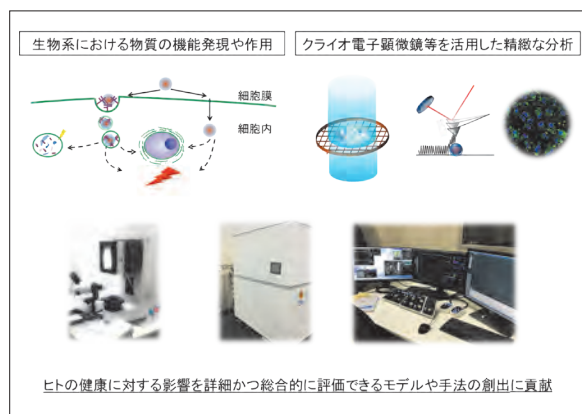 生物系における物質の機能発現や作用
クライオ電子顕微鏡等を活用した精緻な分析
細胞膜
細胞内
ヒトの健康に対する影響を詳細かつ総合的に評価できるモデルや手法の創出に貢献